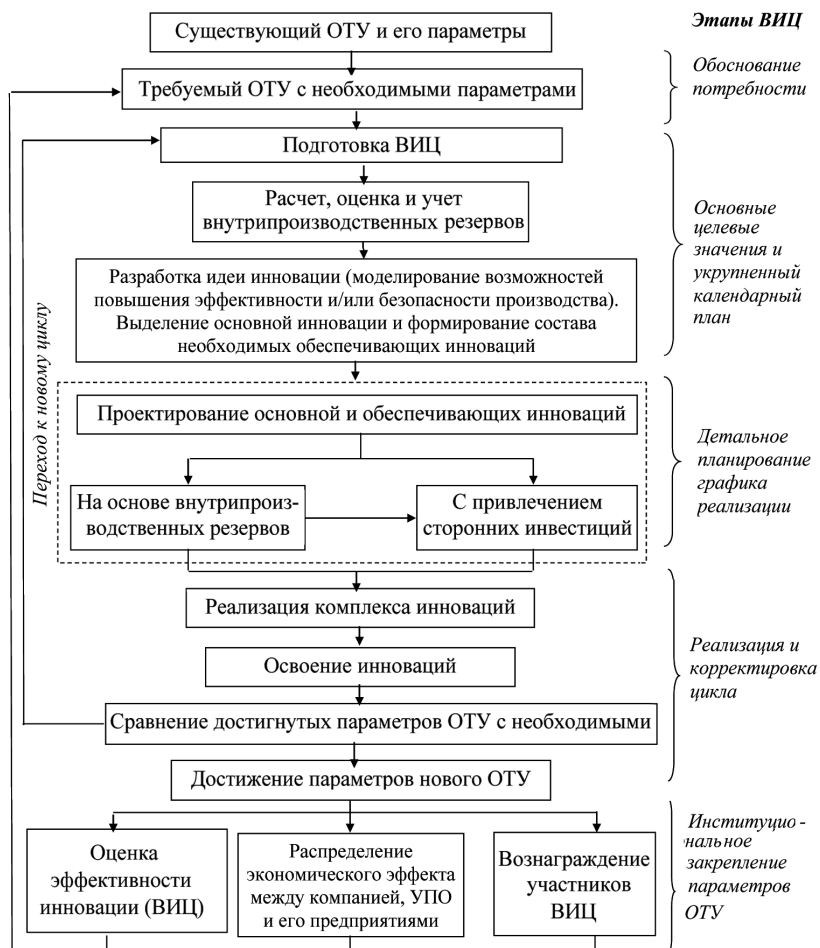 Этапы ВИЦ
Существующий ОТУ и его параметры
Требуемый ОТУ с необходимыми параметрами
Обоснование
потребности
Подготовка ВИЦ
Расчет, оценка и учет
внутрипроизводственных резервов
Разработка идеи инновации (моделирование возможностей
повышения эффективности и/или безопасности производства).
Выделение основной инновации и формирование состава
необходимых обеспечивающих инноваций
Основные
целевые
значения и
укрупненный
календарный
план
Переход к новому циклу
Проектирование основной и обеспечивающих инноваций
На основе внутрипроиз-
водственных резервов
С привлечением
сторонних инвестиций
Детальное
планирование
графика
реализации
Реализация комплекса инноваций
Освоение инноваций
Сравнение достигнутых параметров ОТУ с необходимыми
Достижение параметров нового ОТУ
Реализация и
корректировка
цикла
Оценка
эффективности
инновации (ВИЦ)
Распределение
экономического эффекта
между компанией, УПО
и его предприятиями
Вознаграждение
участников
ВИЦ
Институцио -
нальное
закрепление
параметров
ОТУ